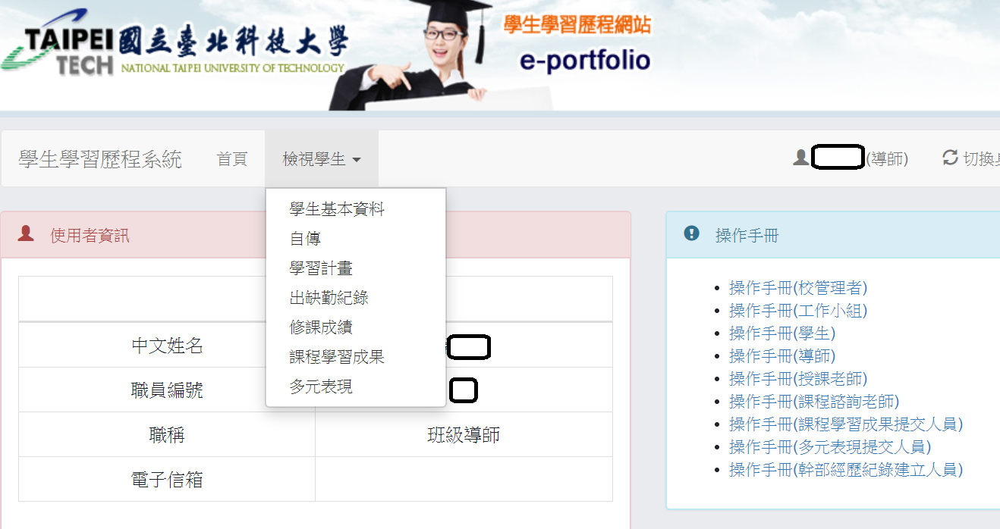 TAIPEI TECH 國立臺北科技大學
NATIONAL TAIPEI UNIVERSITY OF TECHNOLOGY
學生學習歷程網站
e-portfolio
學生學習歷程系統 首頁 檢視學生 (導師) 切換
學生基本資料
自傳
學習計畫
出缺勤紀錄
修課成績
課程學習成果
多元表現
使用者資訊
中文姓名
職員編號
職稱 班級導師
電子信箱
操作手冊
操作手冊(校管理者)
操作手冊(工作小組)
操作手冊(學生)
操作手冊(導師)
操作手冊(授課老師)
操作手冊(課程諮詢老師)
操作手冊(課程學習成果提交人員)
操作手冊(多元表現提交人員)
操作手冊(幹部經歷紀錄建立人員)